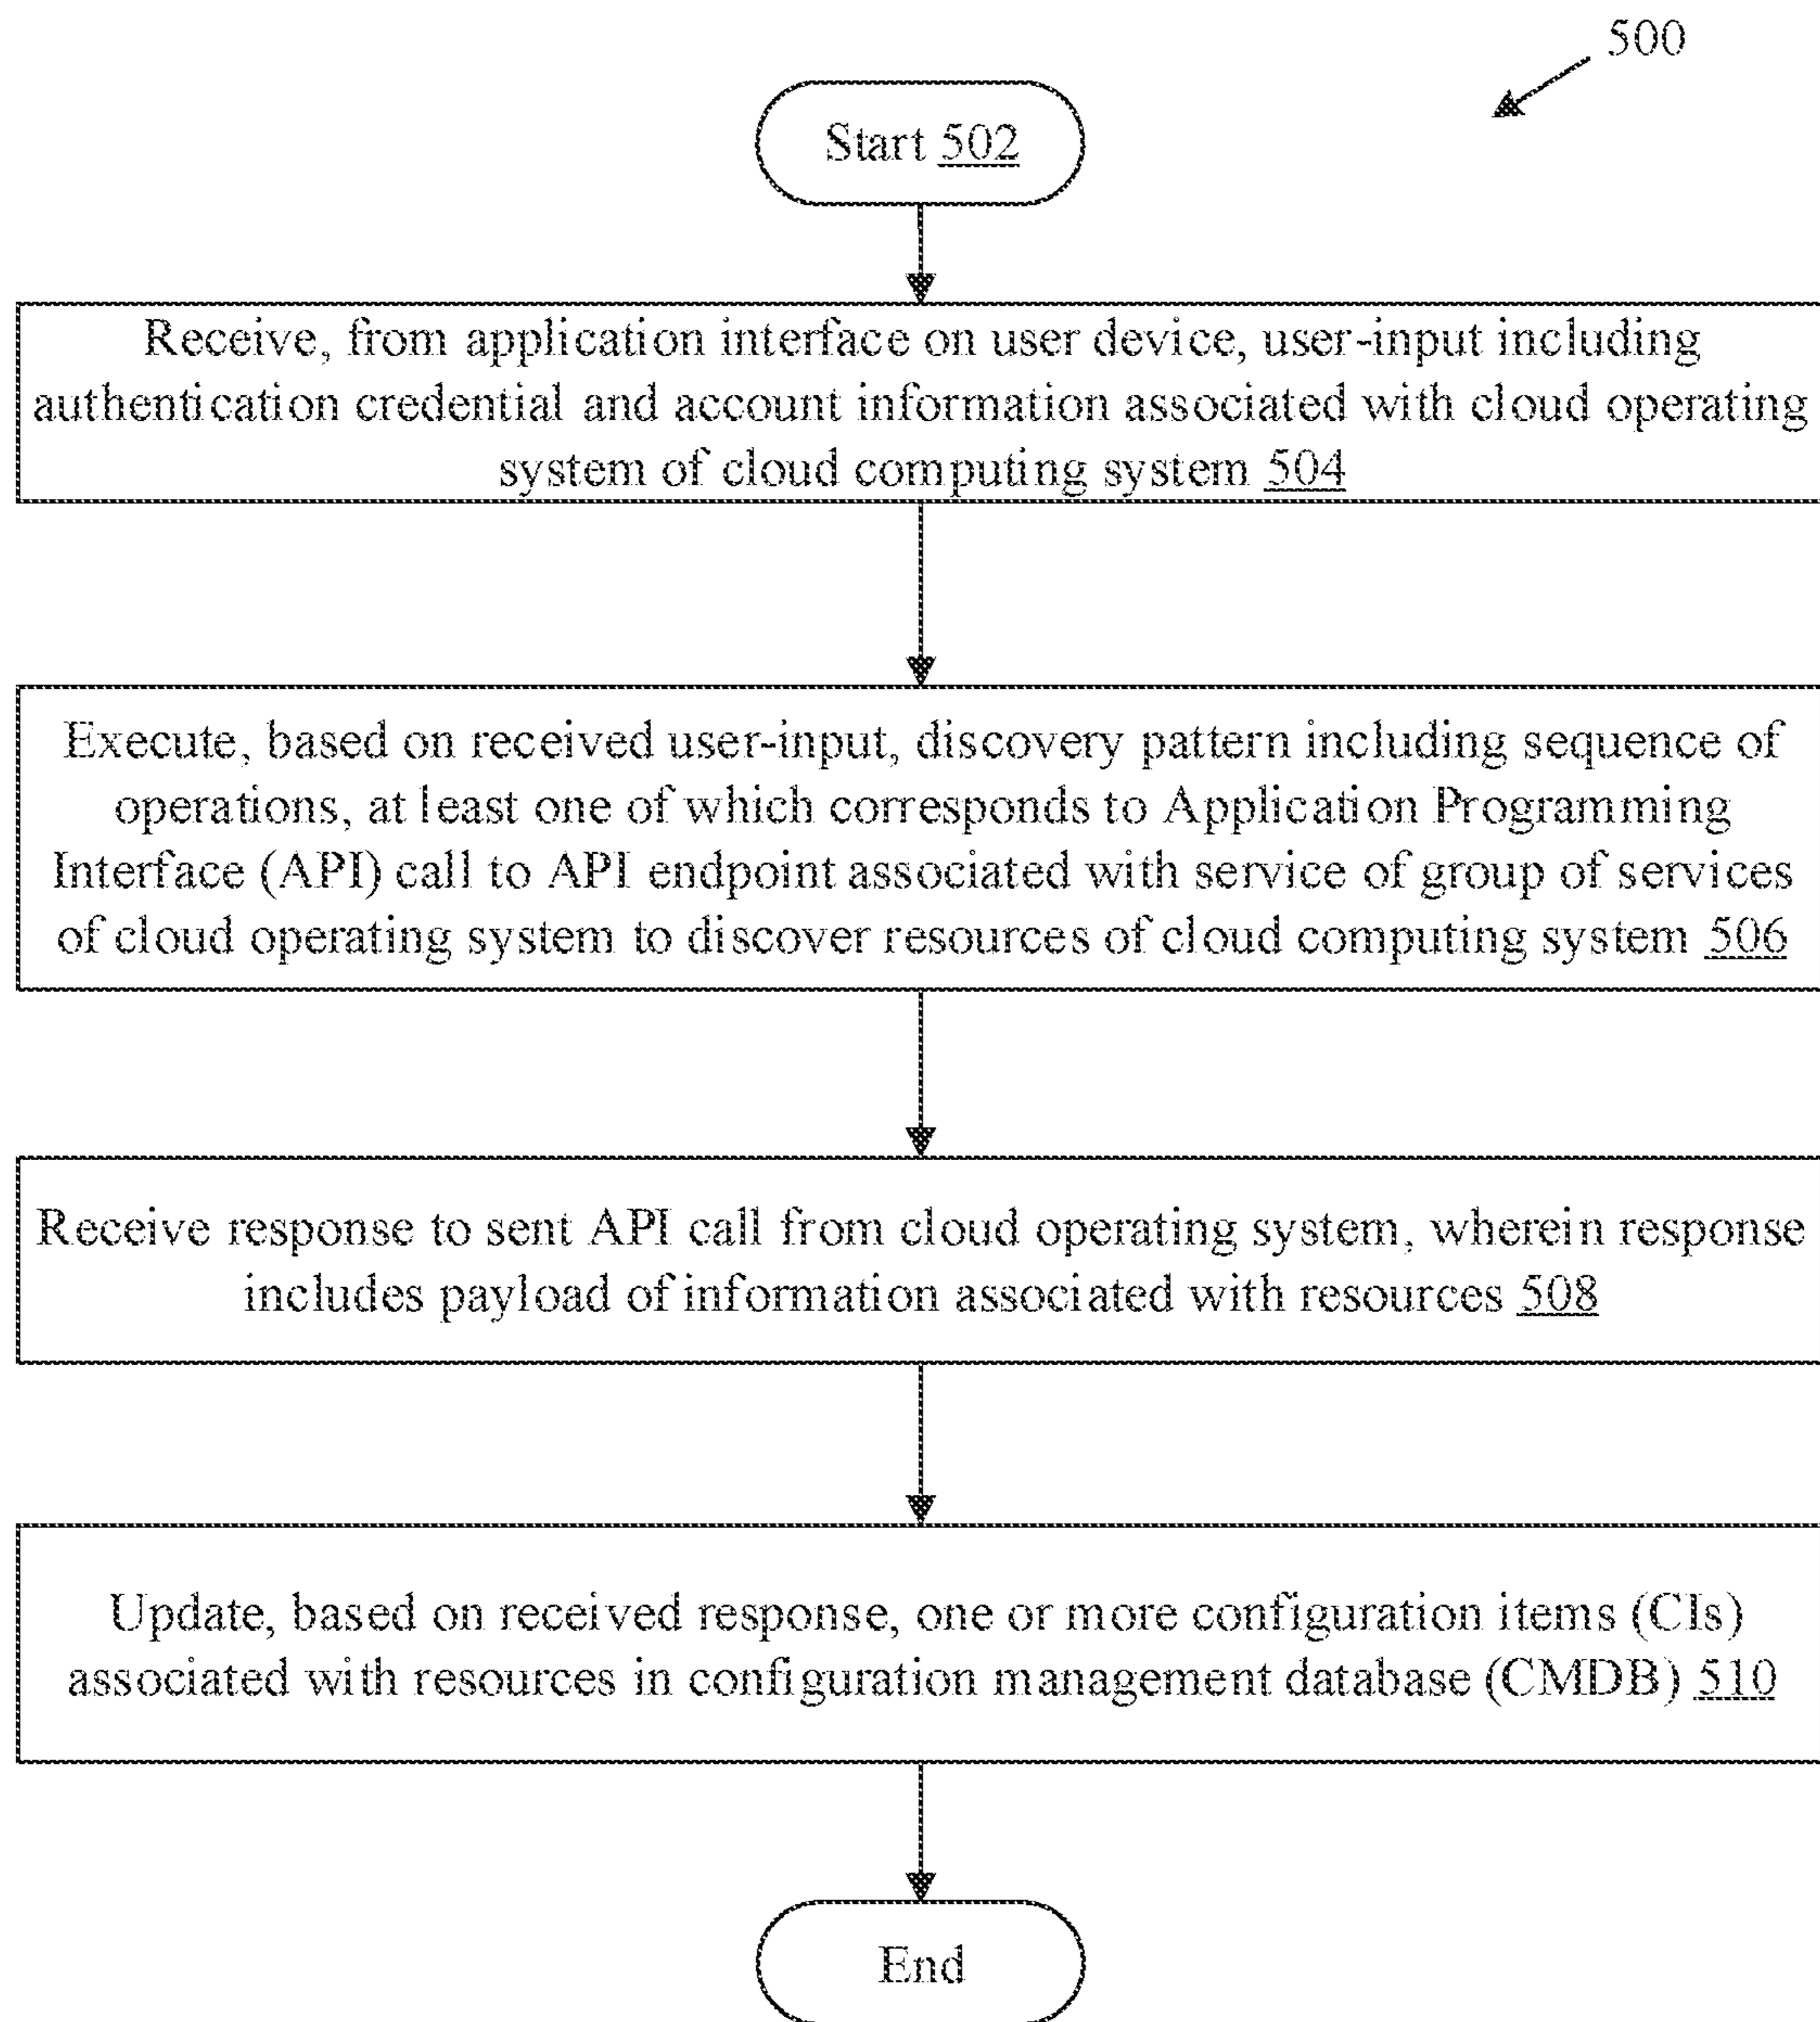 500
Start 502
Receive, from application interface on user device, user-input including
authentication credential and account information associated with cloud operating
system of cloud computing system 504
Execute, based on received user-input, discovery pattern including sequence of
operations, at least one of which corresponds to Application Programming
Interface (API) call to API endpoint associated with service of group of services
of cloud operating system to discover resources of cloud computing system 506
Receive response to sent API call from cloud operating system, wherein response
includes payload of information associated with resources 508
Update, based on received response, one or more configuration items (CIs)
associated with resources in configuration management database (CMDB) 510
End